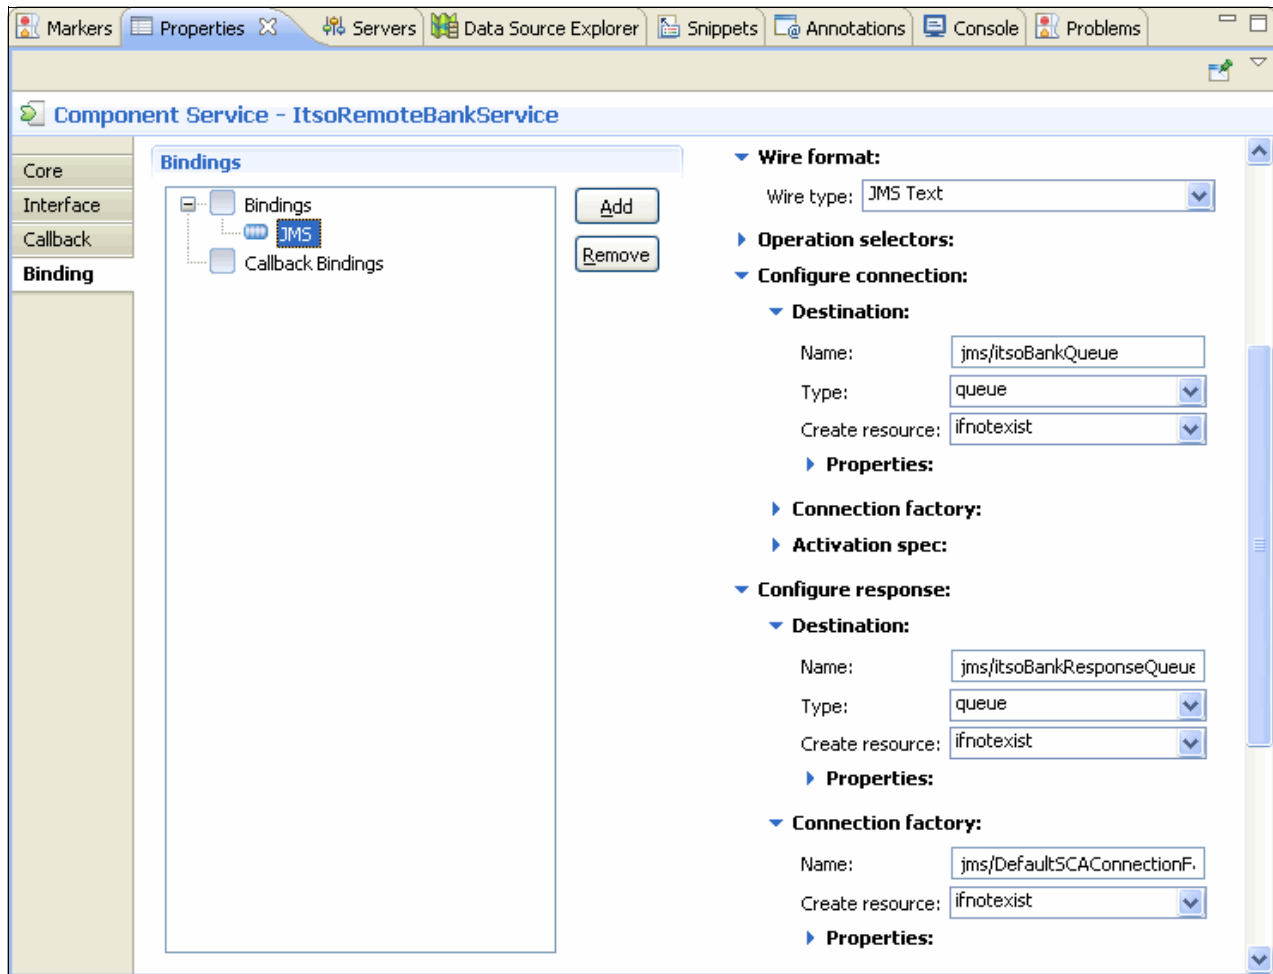 Markers Properties Servers Data Source Explorer Snippets Annotations Console Problems
Component Service - ItsoRemoteBankService
Core
Interface
Callback
Binding
Bindings
Bindings
JMS
Callback Bindings
Add
Remove
Wire format:
Wire type: JMS Text
Operation selectors:
Configure connection:
Destination:
Name: jms/itsoBankQueue
Type: queue
Create resource: ifnotexist
Properties:
Connection factory:
Activation spec:
Configure response:
Destination:
Name: jms/itsoBankResponseQueue
Type: queue
Create resource: ifnotexist
Properties:
Connection factory:
Name: jms/DefaultSCAConnectionF
Create resource: ifnotexist
Properties: